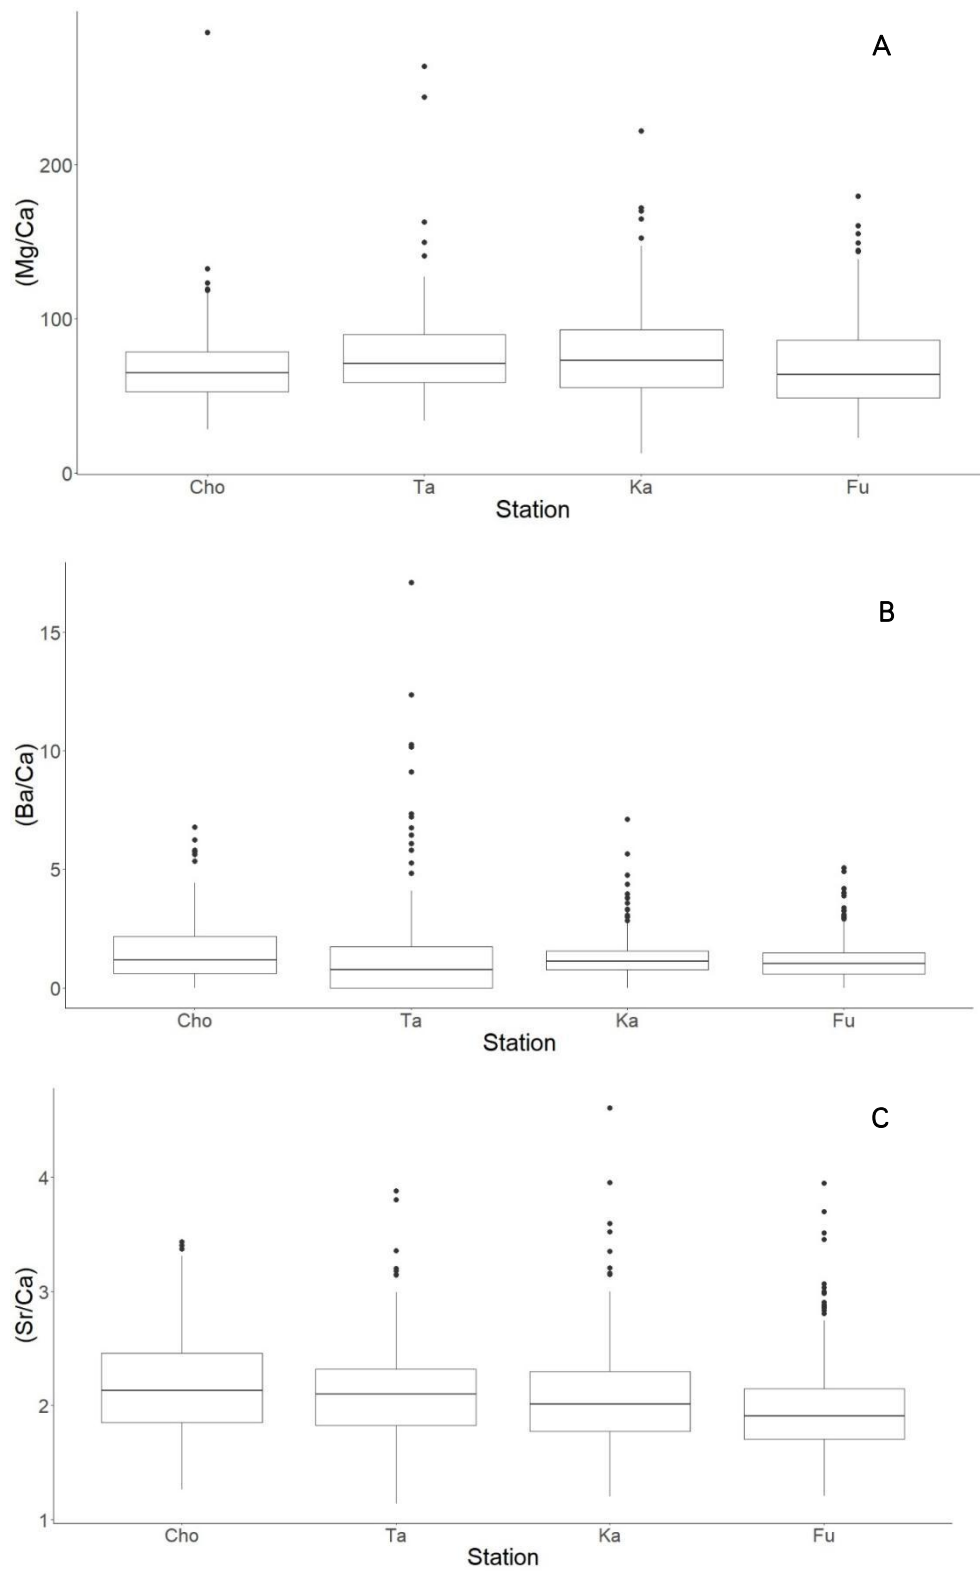 A
(Mg/Ca)
200
100
0
Cho Ta Ka Fu
Station
B
(Ba/Ca)
15
10
5
0
Cho Ta Ka Fu
Station
C
(Sr/Ca)
4
3
2
1
Cho Ta Ka Fu
Station